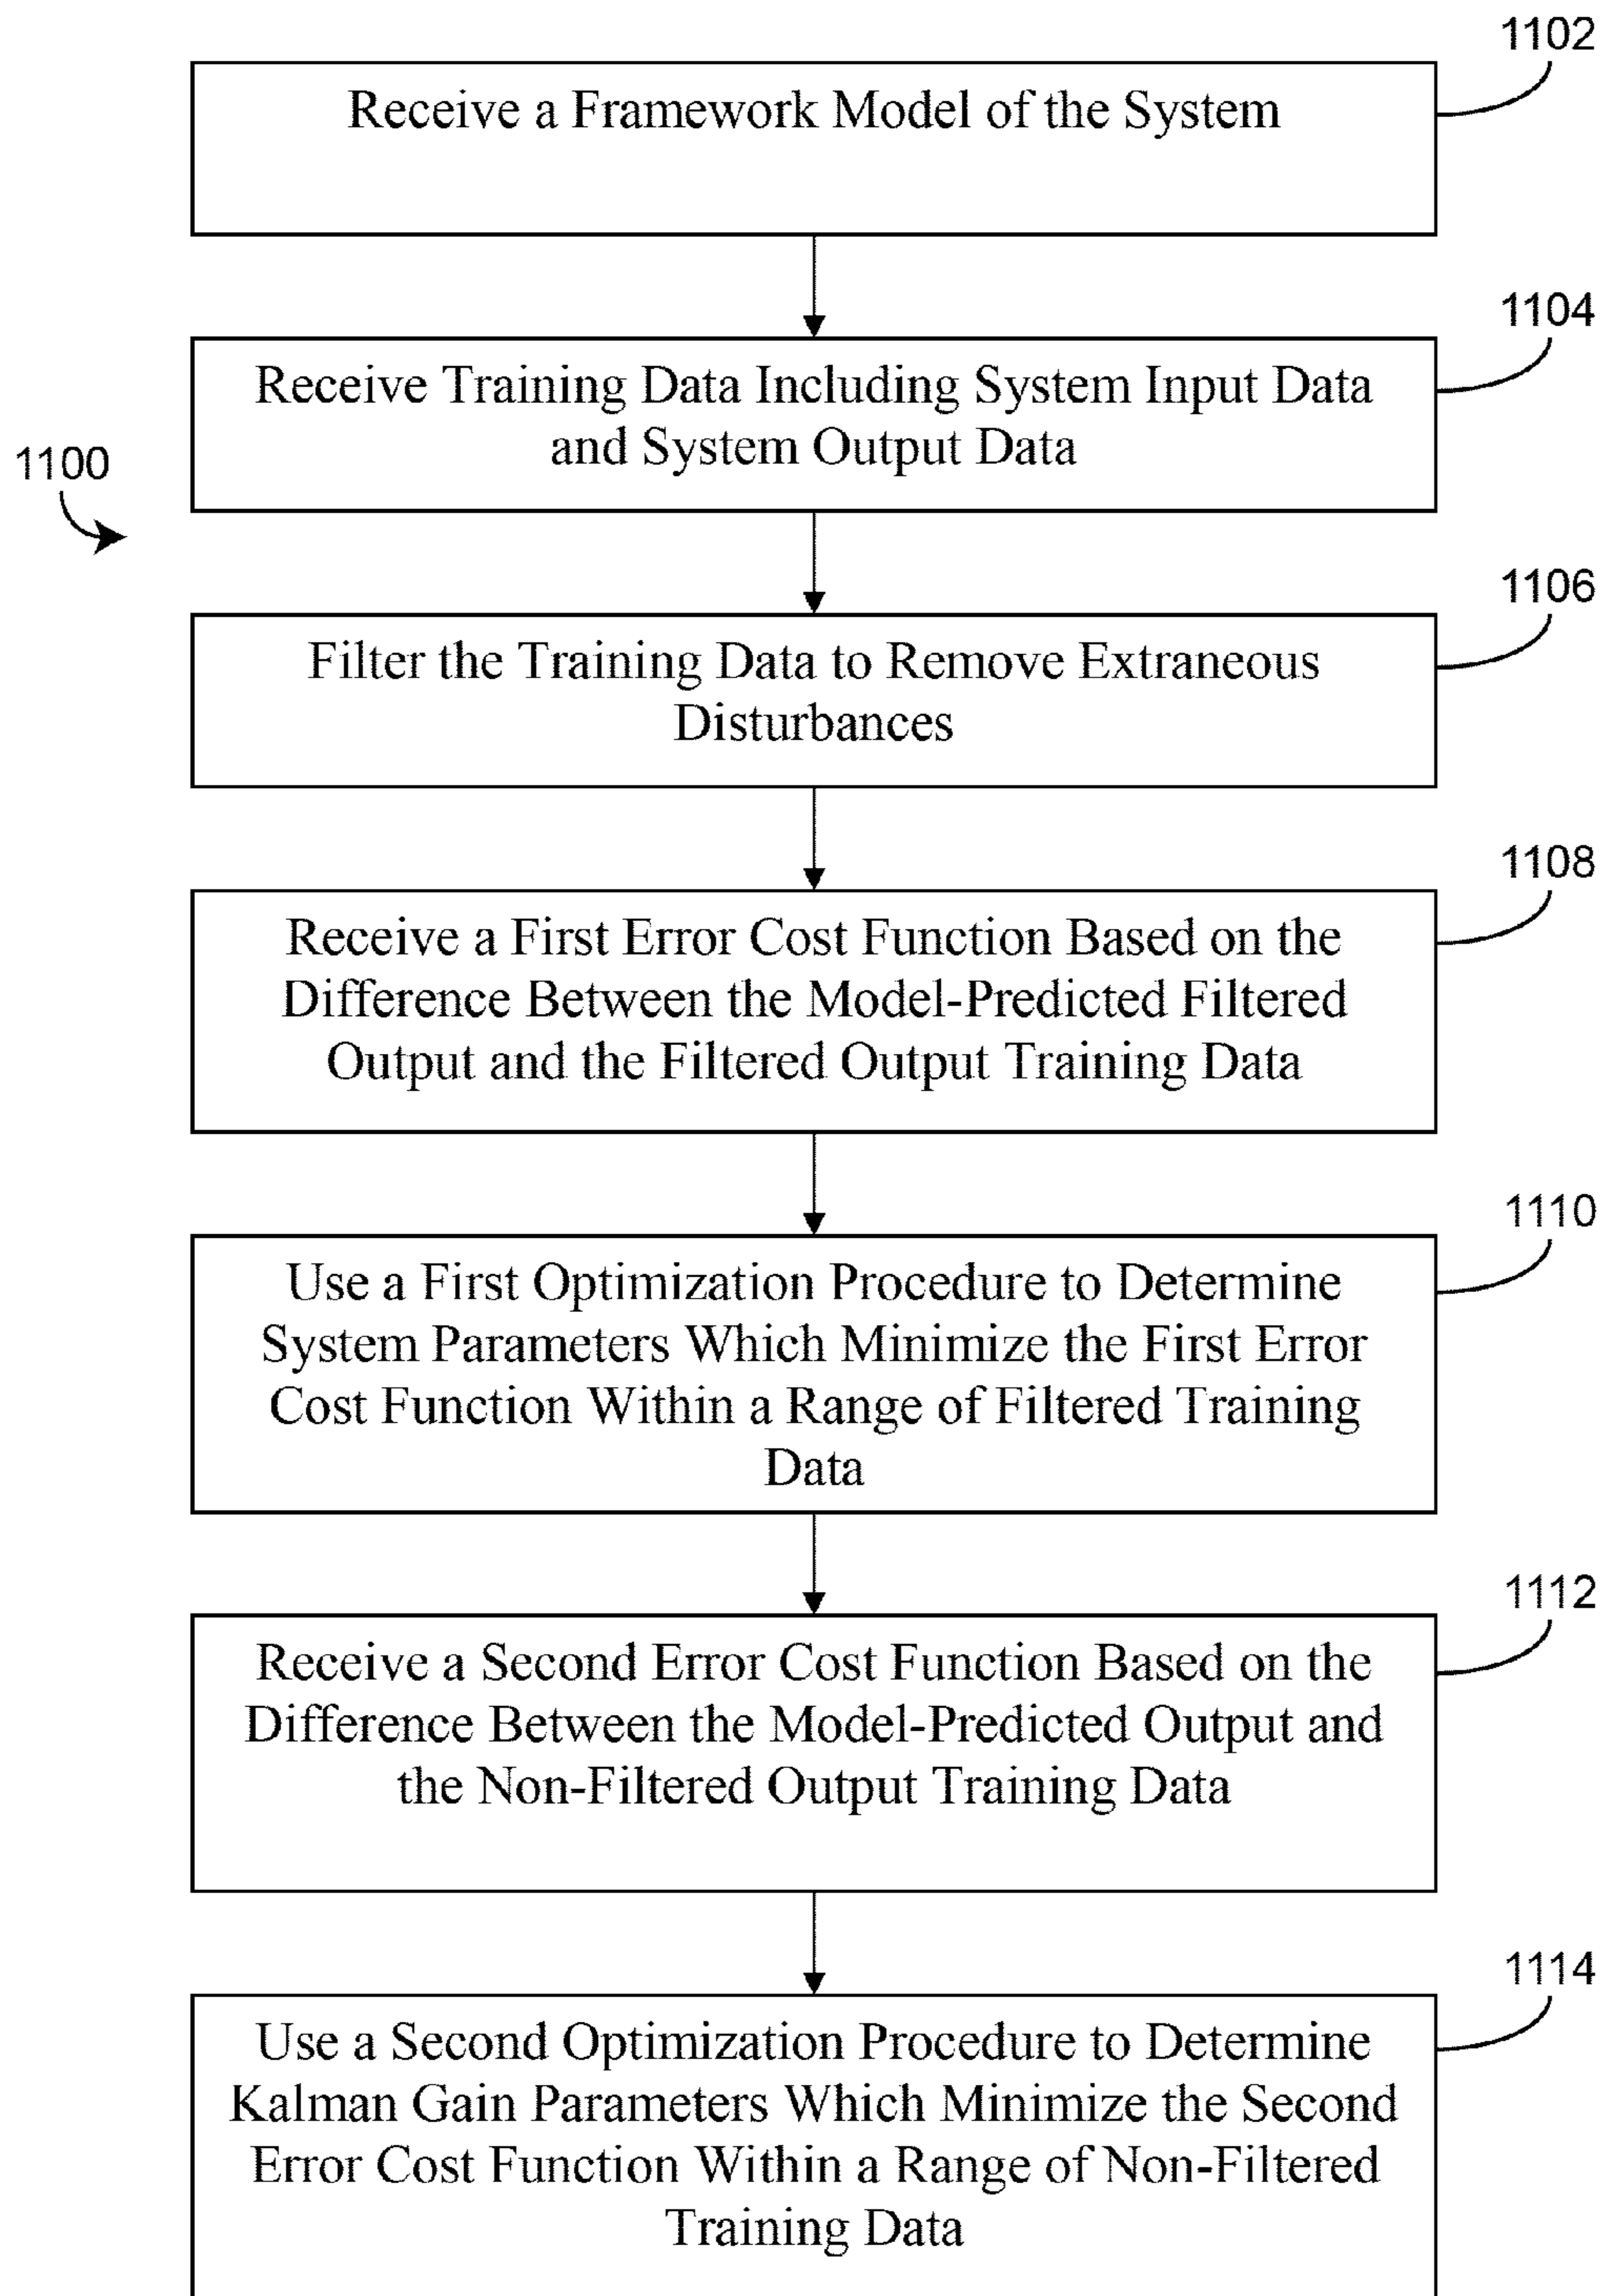 1102
Receive a Framework Model of the System
1104
Receive Training Data Including System Input Data
and System Output Data
1100
1106
Filter the Training Data to Remove Extraneous
Disturbances
1108
Receive a First Error Cost Function Based on the
Difference Between the Model-Predicted Filtered
Output and the Filtered Output Training Data
1110
Use a First Optimization Procedure to Determine
System Parameters Which Minimize the First Error
Cost Function Within a Range of Filtered Training
Data
1112
Receive a Second Error Cost Function Based on the
Difference Between the Model-Predicted Output and
the Non-Filtered Output Training Data
1114
Use a Second Optimization Procedure to Determine
Kalman Gain Parameters Which Minimize the Second
Error Cost Function Within a Range of Non-Filtered
Training Data